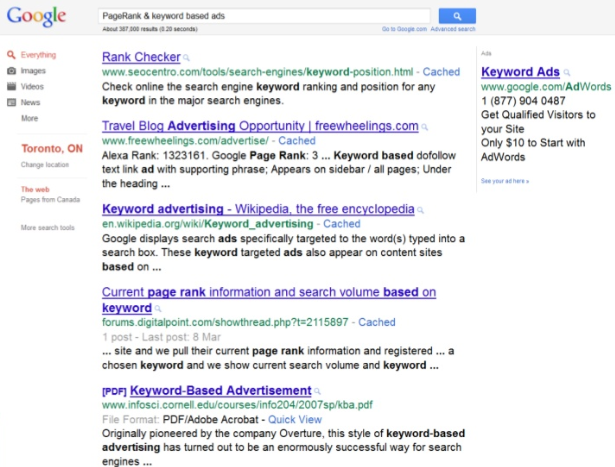 Google
PageRank & keyword based ads
About 387,000 results (0.20 seconds)
Go to Google.com Advanced search
Everything
Images
Videos
News
More
Toronto, ON
Change location
The web
Pages from Canada
More search tools
Rank Checker
www.seocentro.com/tools/search-engines/keyword-position.html - Cached
Check online the search engine keyword ranking and position for any
keyword in the major search engines.
Travel Blog Advertising Opportunity | freewheelings.com
www.freewheelings.com/advertise/ - Cached
Alexa Rank: 1323161. Google Page Rank: 3 ... Keyword based dofollow
text link ad with supporting phrase; Appears on sidebar / all pages; Under
the heading ...
Keyword advertising - Wikipedia, the free encyclopedia
en.wikipedia.org/wiki/Keyword_advertising - Cached
Google displays search ads specifically targeted to the word(s) typed into a
search box. These keyword targeted ads also appear on content sites
based on ...
Current page rank information and search volume based on
keyword
forums.digitalpoint.com/showthread.php?t=2115897 - Cached
1 post - Last post: 8 Mar
... site and we pull their current page rank information and registered ... a
chosen keyword and we show current search volume and keyword ...
[PDF] Keyword-Based Advertisement
www.infosci.cornell.edu/courses/info204/2007sp/kba.pdf
File Format: PDF/Adobe Acrobat - Quick View
Originally pioneered by the company Overture, this style of keyword-based
advertising has turned out to be an enormously successful way for search
engines ...
Ads
Keyword Ads
www.google.com/AdWords
1 (877) 904 0487
Get Qualified Visitors to
your Site
Only $10 to Start with
AdWords
See your ad here »